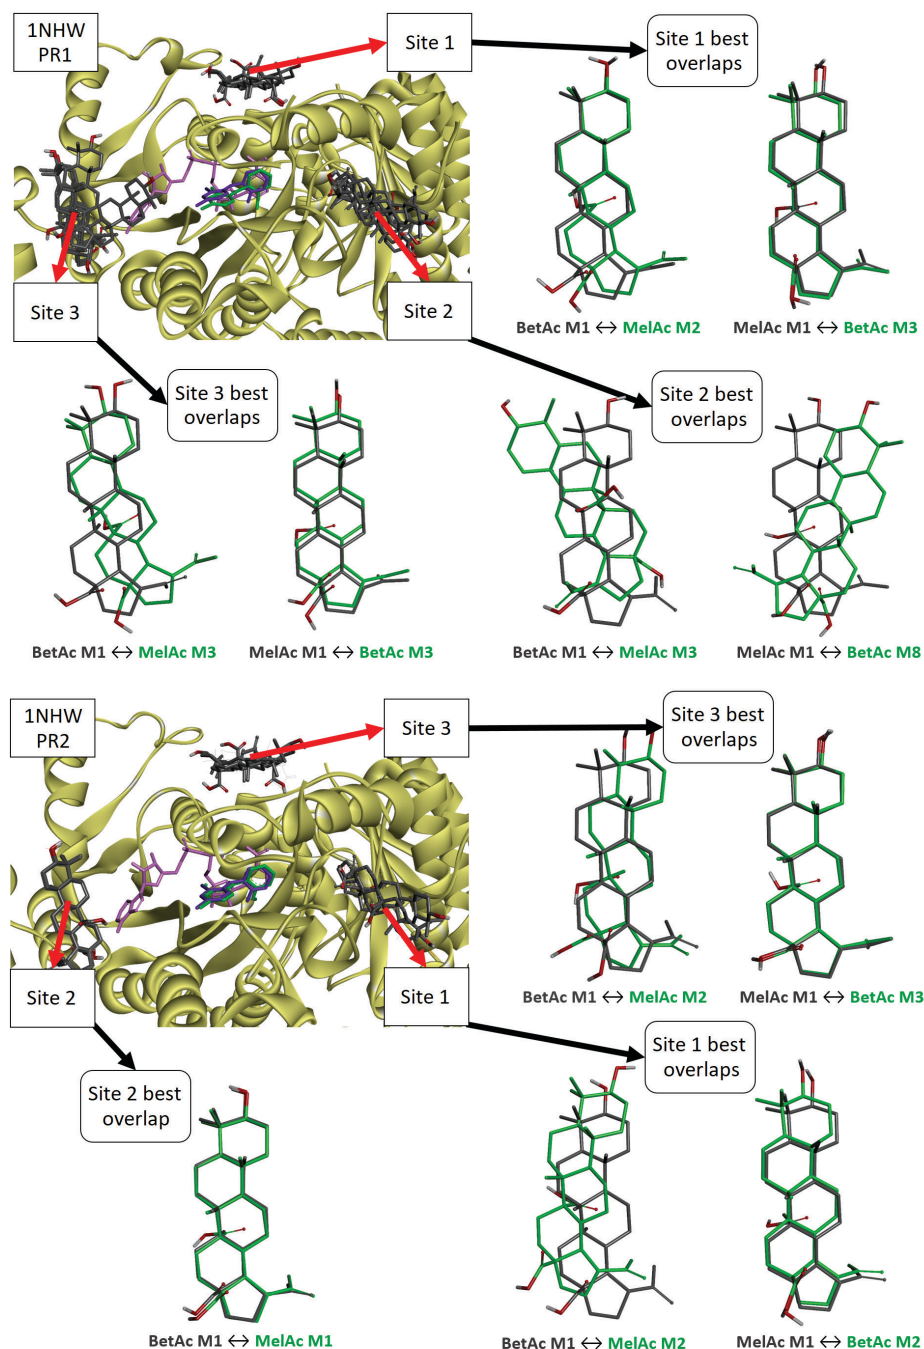 1NHW
PR1
Site 1
Site 1 best
overlaps
Site 3
Site 2
BetAc M1 ↔ MelAc M2
MelAc M1 ↔ BetAc M3
Site 3 best
overlaps
Site 2 best
overlaps
BetAc M1 ↔ MelAc M3
MelAc M1 ↔ BetAc M3
BetAc M1 ↔ MelAc M3
MelAc M1 ↔ BetAc M8
1NHW
PR2
Site 3
Site 3 best
overlaps
Site 2
Site 1
BetAc M1 ↔ MelAc M2
MelAc M1 ↔ BetAc M3
Site 2 best
overlap
Site 1 best
overlaps
BetAc M1 ↔ MelAc M1
BetAc M1 ↔ MelAc M2
MelAc M1 ↔ BetAc M2